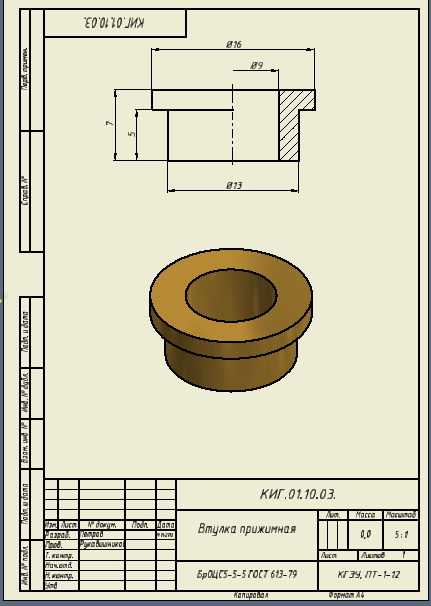 КИГ.01.10.03.
Перв. примен.
Справ. №
Подп. и дата
Инв. № дубл.
Взам. инв. №
Подп. и дата
Инв. № подл.
Ø16
Ø9
7
5
Ø13
КИГ.01.10.03.
Изм. Лист № докум. Подп. Дата
Разраб. Петров
Пров. Рукавишников
Т. контр.
Нач.отд.
Н. контр.
Утв
Втулка прижимная
Лит. Масса Масштаб
0,0 5:1
Лист Листов 1
БрОЦС5-5-5 ГОСТ 613-79
КГЭУ, ПТ-1-12
Копировал Формат А4